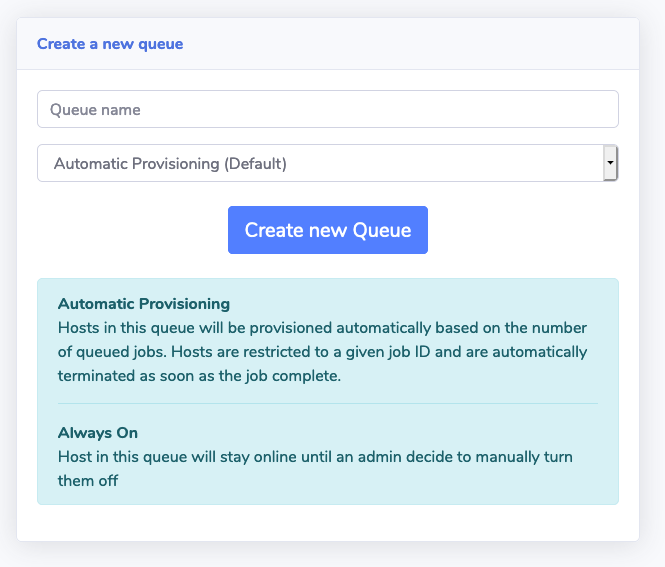 Create a new queue
Queue name
Automatic Provisioning (Default)
Create new Queue
Automatic Provisioning
Hosts in this queue will be provisioned automatically based on the number
of queued jobs. Hosts are restricted to a given job ID and are automatically
terminated as soon as the job complete.
Always On
Host in this queue will stay online until an admin decide to manually turn
them off